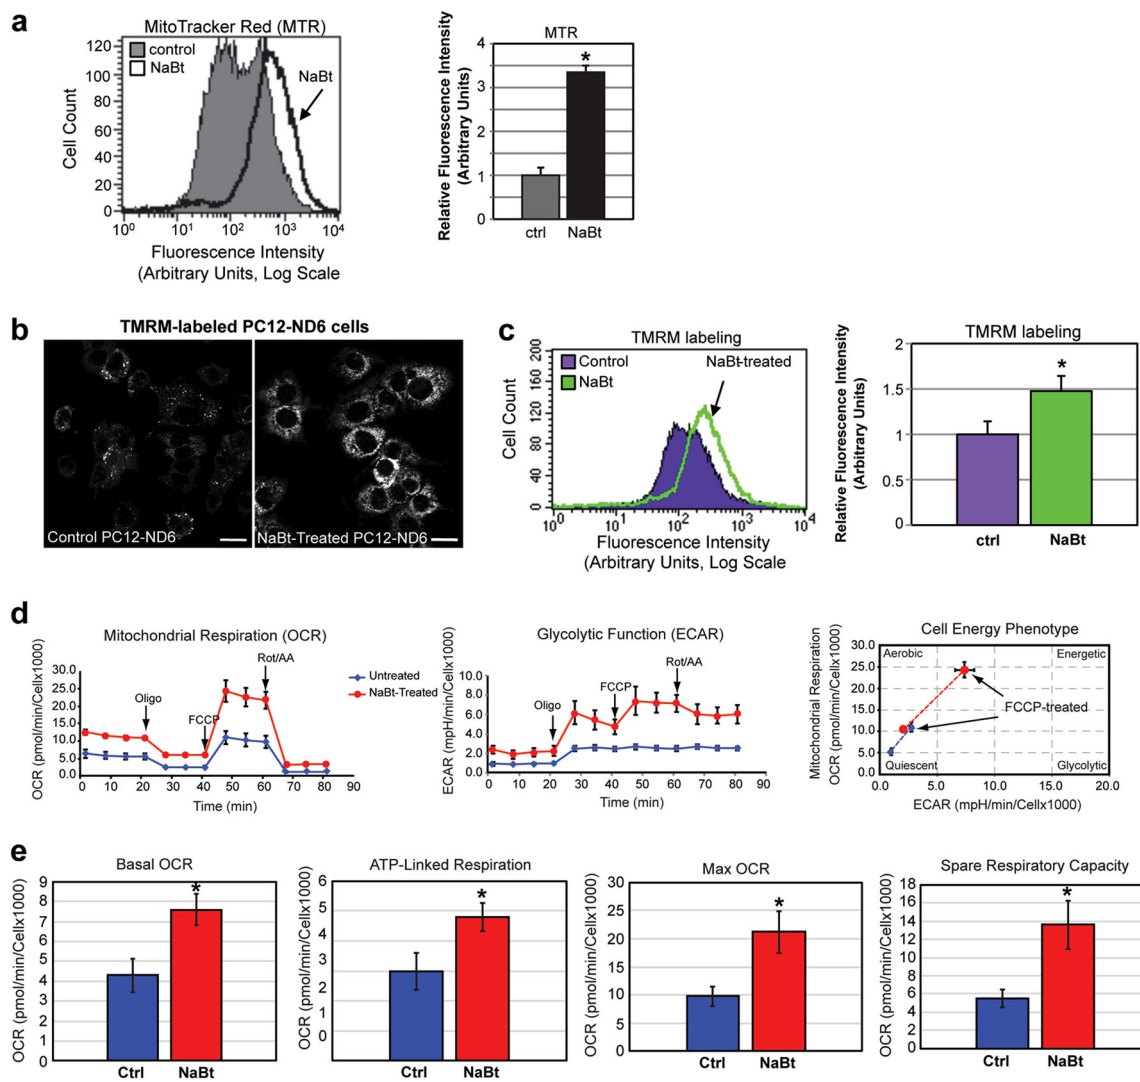 a
MitoTracker Red (MTR)
120
100
80
60
40
20
0
Cell Count
control
NaBt
NaBt
10⁰ 10¹ 10² 10³ 10⁴
Fluorescence Intensity
(Arbitrary Units, Log Scale
MTR
Relative Fluorescence Intensity
(Arbitrary Units)
4
3
2
1
0
*
ctrl NaBt
b
TMRM-labeled PC12-ND6 cells
Control PC12-ND6
NaBt-Treated PC12-ND6
c
TMRM labeling
200
160
120
80
40
0
Cell Count
Control
NaBt
NaBt-treated
10⁰ 10¹ 10² 10³ 10⁴
Fluorescence Intensity
(Arbitrary Units, Log Scale
TMRM labeling
Relative Fluorescence Intensity
(Arbitrary Units)
2
1.5
1
0.5
0
*
ctrl NaBt
d
Mitochondrial Respiration (OCR)
OCR (pmol/min/Cellx1000)
30.0
25.0
20.0
15.0
10.0
5.0
0.0
Oligo
FCCP
Rot/AA
0 10 20 30 40 50 60 70 80 90
Time (min)
Untreated
NaBt-Treated
Glycolytic Function (ECAR)
ECAR (mpH/min/Cellx1000)
10.0
8.0
6.0
4.0
2.0
0.0
Oligo
FCCP
Rot/AA
0 10 20 30 40 50 60 70 80 90
Time (min)
Cell Energy Phenotype
Mitochondrial Respiration
OCR (pmol/min/Cellx1000)
30.0
25.0
20.0
15.0
10.0
5.0
0.0
Aerobic
Energetic
FCCP-treated
Quiescent
Glycolytic
0.0 5.0 10.0 15.0 20.0
ECAR (mpH/min/Cellx1000)
e
Basal OCR
OCR (pmol/min/Cellx1000)
9
8
7
6
5
4
3
2
1
0
*
Ctrl NaBt
ATP-Linked Respiration
OCR (pmol/min/Cellx1000)
6
5
4
3
2
1
0
*
Ctrl NaBt
Max OCR
OCR (pmol/min/Cellx1000)
30
25
20
15
10
5
0
*
Ctrl NaBt
Spare Respiratory Capacity
OCR (pmol/min/Cellx1000)
18
16
14
12
10
8
6
4
2
0
*
Ctrl NaBt